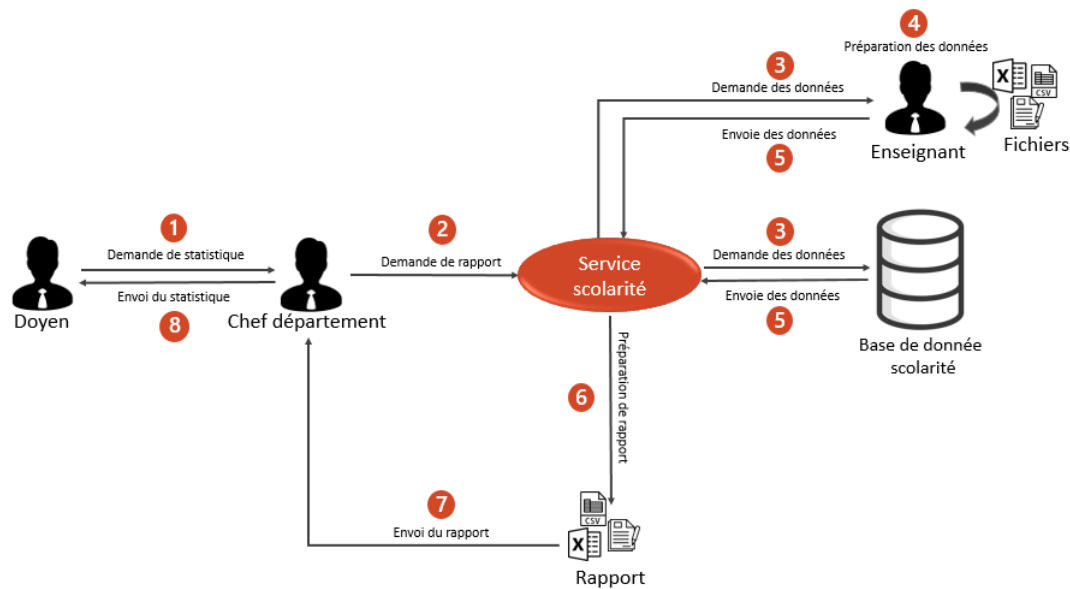 4
Préparation des données
3
Demande des données
X
CSV
Envoie des données
5
Enseignant
Fichiers
1
Demande de statistique
Envoi du statistique
8
Doyen
Chef département
2
Demande de rapport
Service
scolarité
3
Demande des données
Envoie des données
5
Base de donnée
scolarité
Préparation de rapport
6
7
Envoi du rapport
CSV
X
Rapport